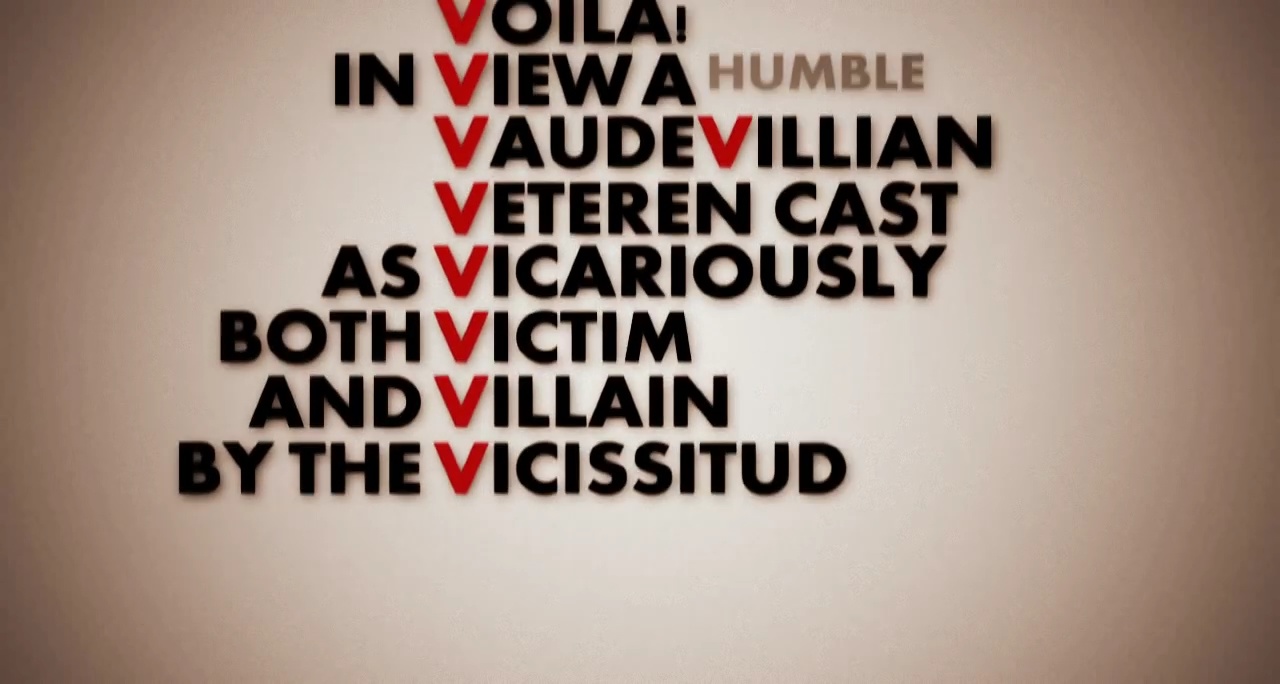 VOILA!
IN VIEW A HUMBLE
VAUDEVILLIAN
VETEREN CAST
AS VICARIOUSLY
BOTH VICTIM
AND VILLAIN
BY THE VICISSITUD